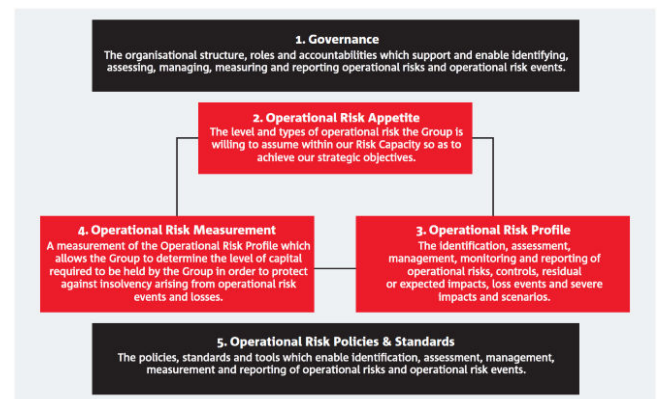 1. Governance
The organisational structure, roles and accountabilities which support and enable identifying,
assessing, managing, measuring and reporting operational risks and operational risk events.
2. Operational Risk Appetite
The level and types of operational risk the Group is
willing to assume within our Risk Capacity so as to
achieve our strategic objectives.
4. Operational Risk Measurement
A measurement of the Operational Risk Profile which
allows the Group to determine the level of capital
required to be held by the Group in order to protect
against insolvency arising from operational risk
events and losses.
3. Operational Risk Profile
The identification, assessment,
management, monitoring and reporting of
operational risks, controls, residual
or expected impacts, loss events and severe
impacts and scenarios.
5. Operational Risk Policies & Standards
The policies, standards and tools which enable identification, assessment, management,
measurement and reporting of operational risks and operational risk events.